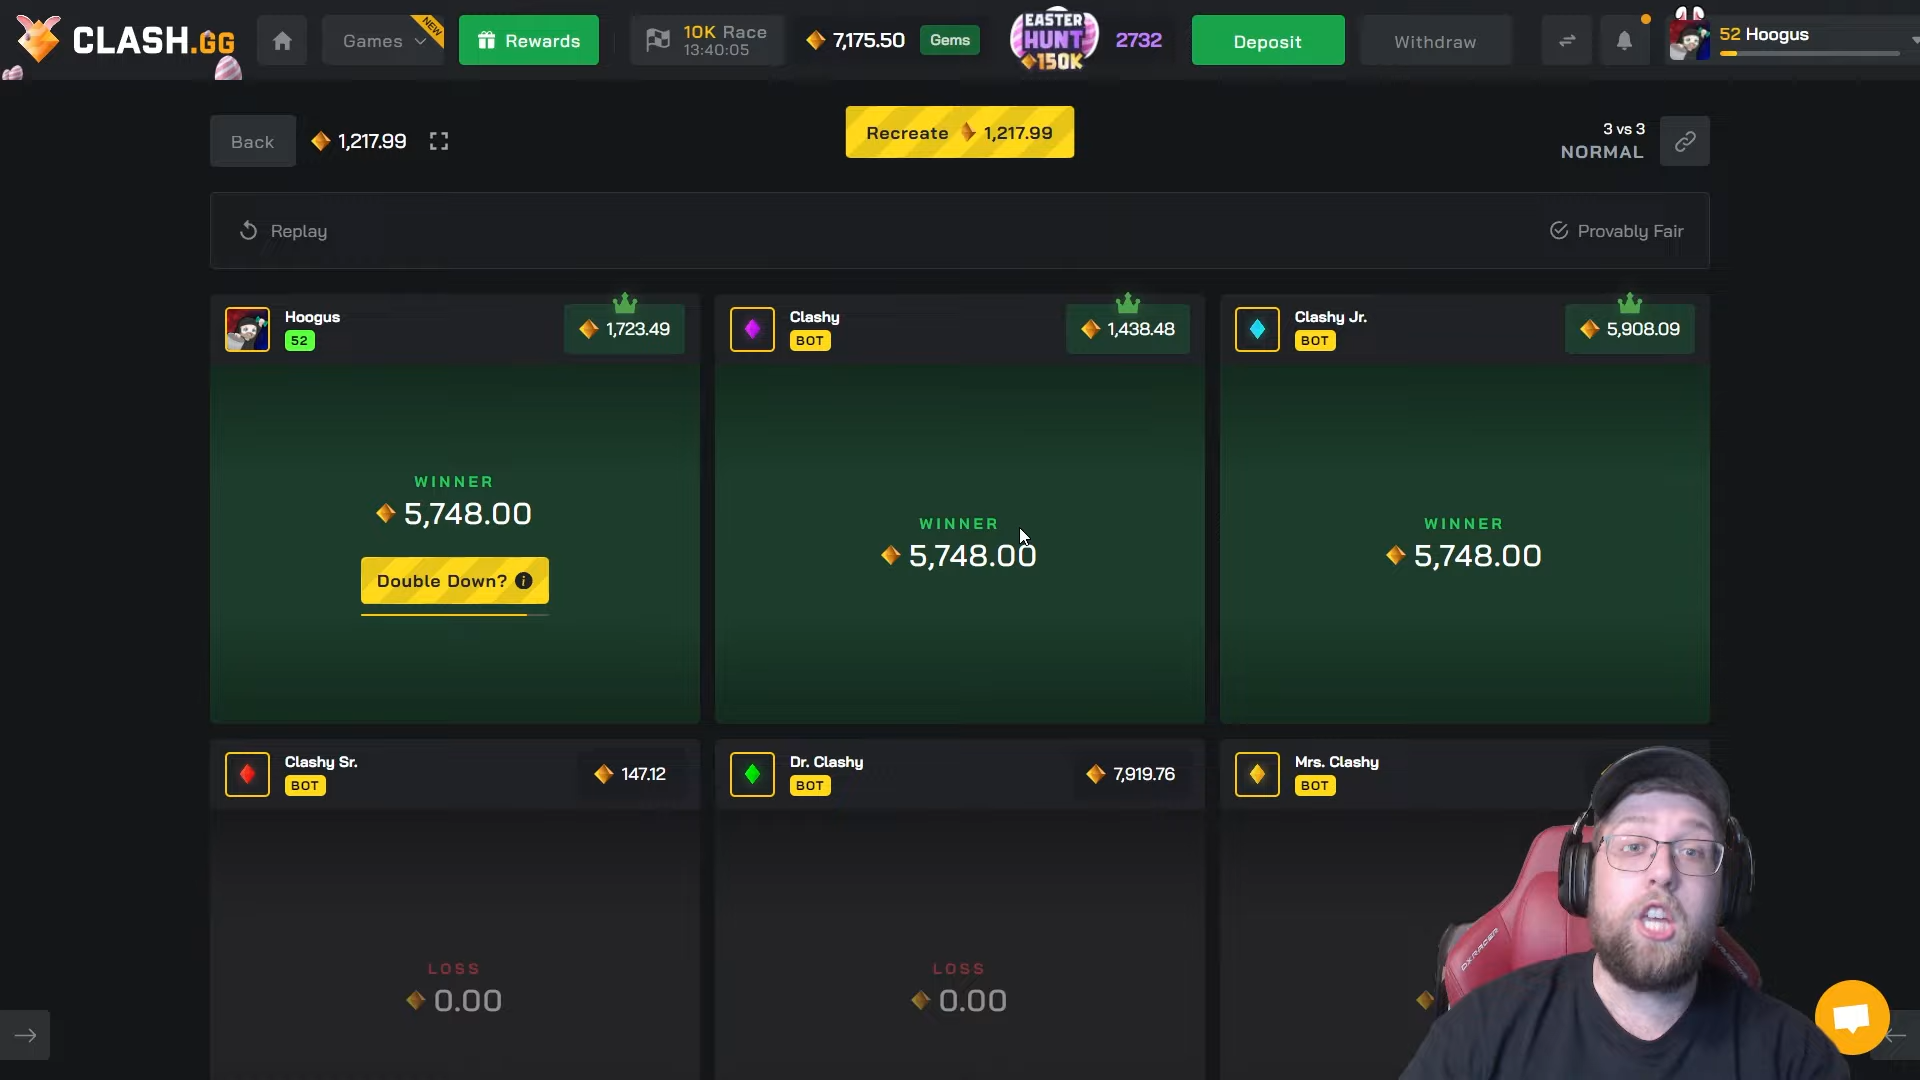 CLASH.GG
Games
NEW
Rewards
10K Race
13:40:05
7,175.50
Gems
EASTER
HUNT
150K
2732
Deposit
Withdraw
52 Hoogus
Back
1,217.99
Recreate 1,217.99
3 vs 3
NORMAL
Replay
Provably Fair
Hoogus
52
1,723.49
Clashy
BOT
1,438.48
Clashy Jr.
BOT
5,908.09
WINNER
5,748.00
Double Down?
WINNER
5,748.00
WINNER
5,748.00
Clashy Sr.
BOT
147.12
Dr. Clashy
BOT
7,919.76
Mrs. Clashy
BOT
LOSS
0.00
LOSS
0.00
DXRACER